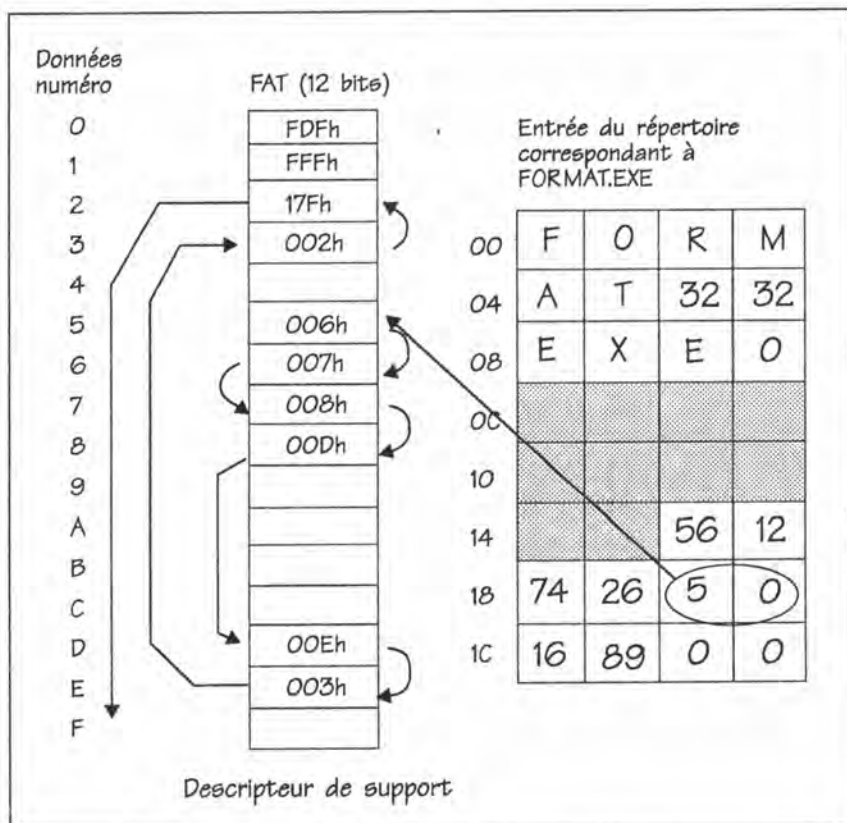 Données
numéro
FAT (12 bits)
0 FDFh
1 FFFh
2 17Fh
3 002h
4
5 006h
6 007h
7 008h
8 00Dh
9
A
B
C
D 00Eh
E 003h
F
Descripteur de support
Entrée du répertoire
correspondant à
FORMAT.EXE
00 F O R M
04 A T 32 32
08 E X E 0
0C
10
14 56 12
18 74 26 5 0
1C 16 89 0 0